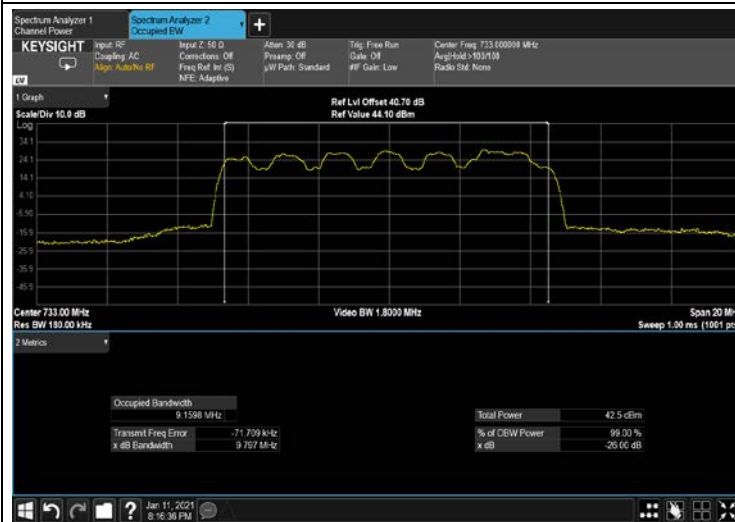 Spectrum Analyzer 1
Channel Power
Spectrum Analyzer 2
Occupied BW
+
KEYSIGHT
Input: RF
Coupling: AC
Align: Auto/No RF
Input Z: 50 Ω
Corrections: Off
Freq Ref: Int (S)
NFE: Adaptive
Atten: 30 dB
Preamp: Off
µW Path: Standard
Trig: Free Run
Gate: Off
#IF Gain: Low
Center Freq: 733.000000 MHz
Avg|Hold:>100/100
Radio Std: None
1 Graph
Scale/Div 10.0 dB
Ref Lvl Offset 40.70 dB
Ref Value 44.10 dBm
Log
34.1
24.1
14.1
4.10
-5.90
-15.9
-25.9
-35.9
-45.9
Center 733.00 MHz
Res BW 180.00 kHz
Video BW 1.8000 MHz
Span 20 MH
Sweep 1.00 ms (1001 pts
2 Metrics
Occupied Bandwidth
9.1598 MHz
Transmit Freq Error -71.709 kHz
x dB Bandwidth 9.797 MHz
Total Power 42.5 dBm
% of OBW Power 99.00 %
x dB -26.00 dB
?
Jan 11, 2021
8:16:36 PM